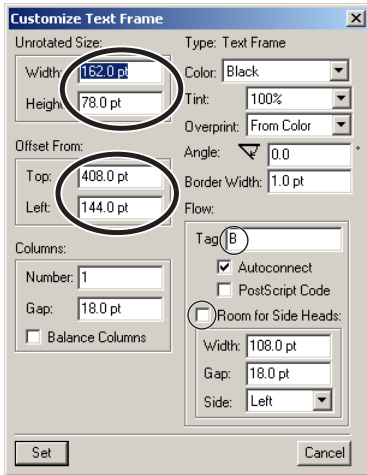 Customize Text Frame
Unrotated Size:
Width: 162.0 pt
Height: 78.0 pt
Offset From:
Top: 408.0 pt
Left: 144.0 pt
Columns:
Number: 1
Gap: 18.0 pt
Balance Columns
Type: Text Frame
Color: Black
Tint: 100%
Overprint: From Color
Angle: 0.0 °
Border Width: 1.0 pt
Flow:
Tag: B
Autoconnect
PostScript Code
Room for Side Heads:
Width: 108.0 pt
Gap: 18.0 pt
Side: Left
Set
Cancel